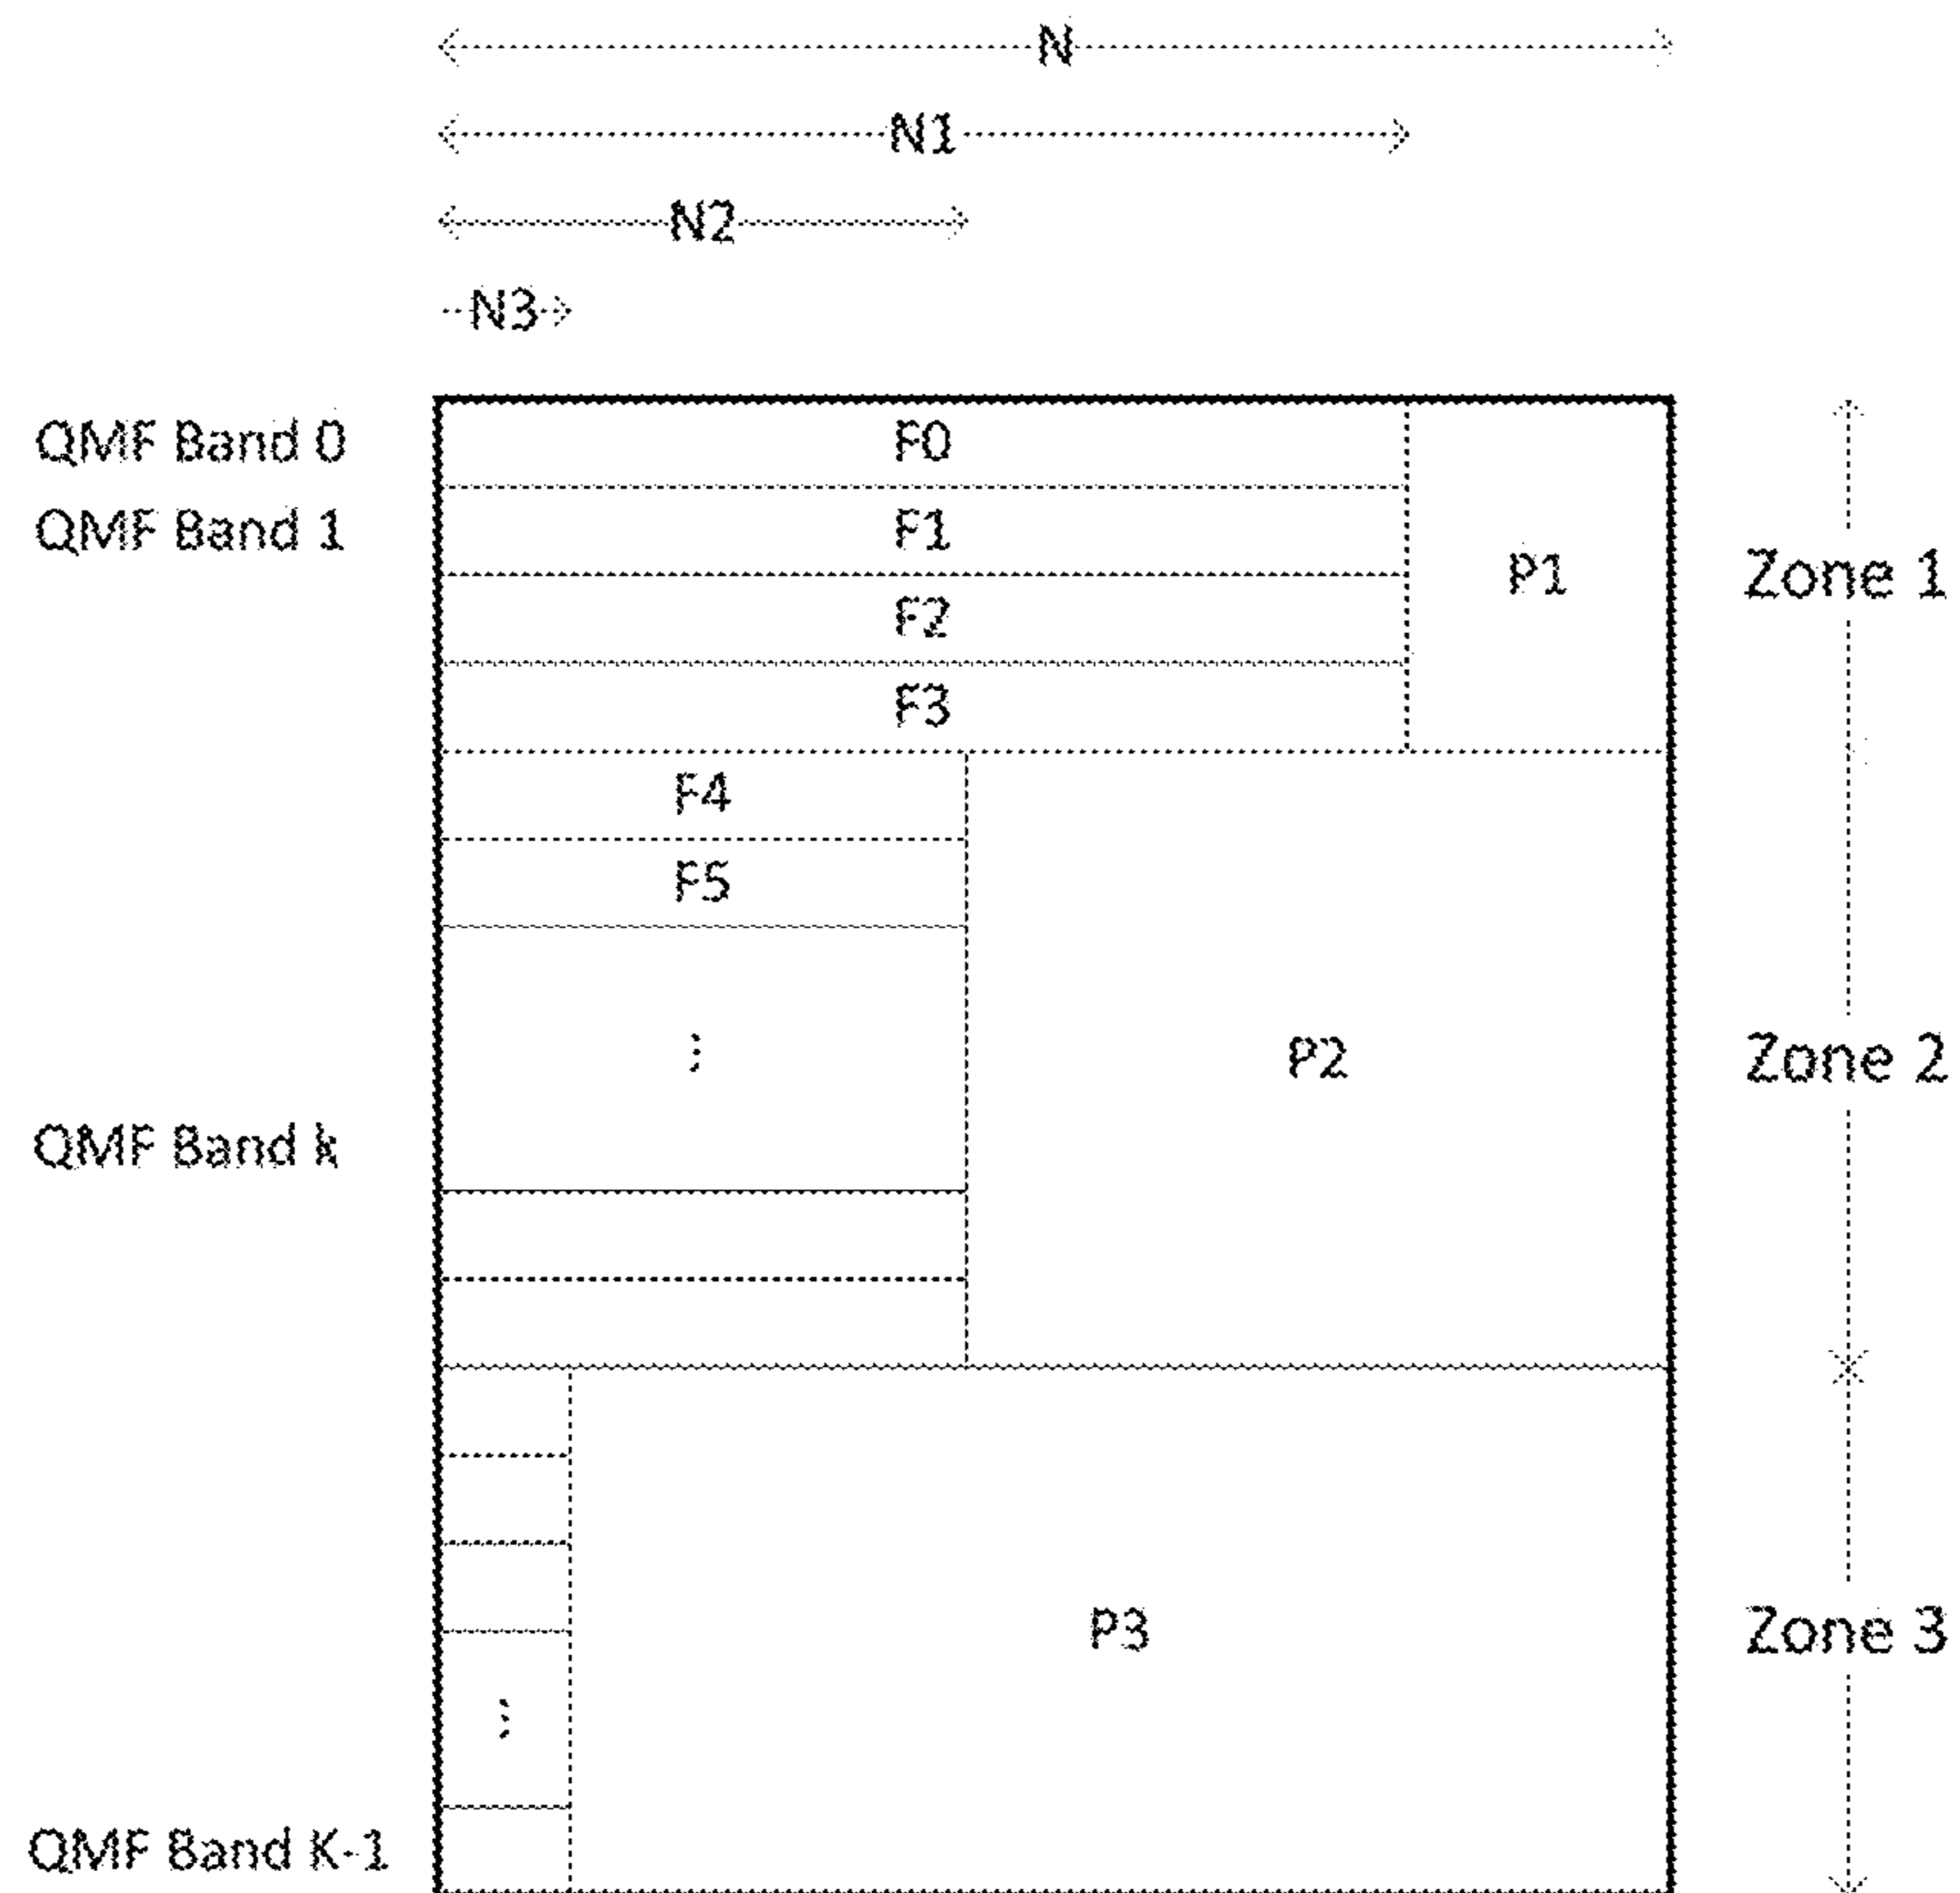 N
N1
N2
N3
QMF Band 0 F0
QMF Band 1 F1
P1 Zone 1
F2
F3
F4
F5
⋮ P2 Zone 2
QMF Band k
P3 Zone 3
⋮
QMF Band K-1